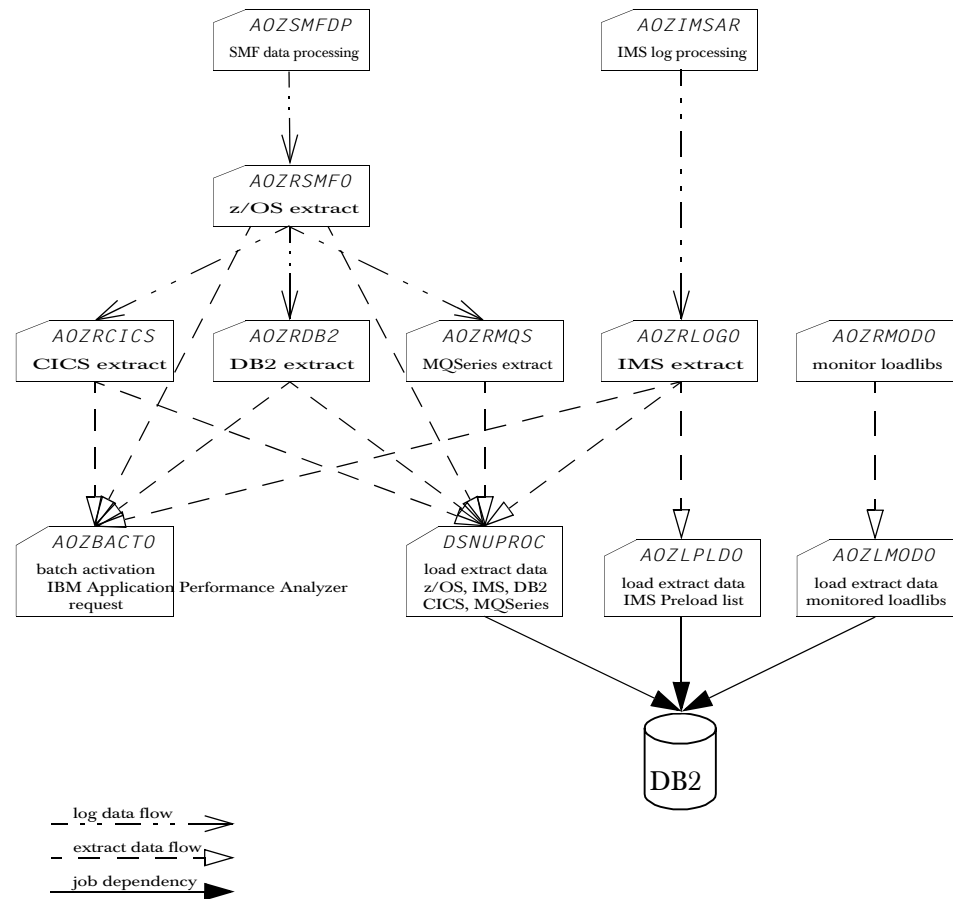 AOZSMFDP
SMF data processing
AOZIMSAR
IMS log processing
AOZRSMF0
z/OS extract
AOZRCICS
CICS extract
AOZRDB2
DB2 extract
AOZRMQS
MQSeries extract
AOZRLOG0
IMS extract
AOZRMOD0
monitor loadlibs
AOZBACT0
batch activation
IBM Application Performance Analyzer
request
DSNUPROC
load extract data
z/OS, IMS, DB2
CICS, MQSeries
AOZLPLD0
load extract data
IMS Preload list
AOZLMOD0
load extract data
monitored loadlibs
DB2
log data flow
extract data flow
job dependency